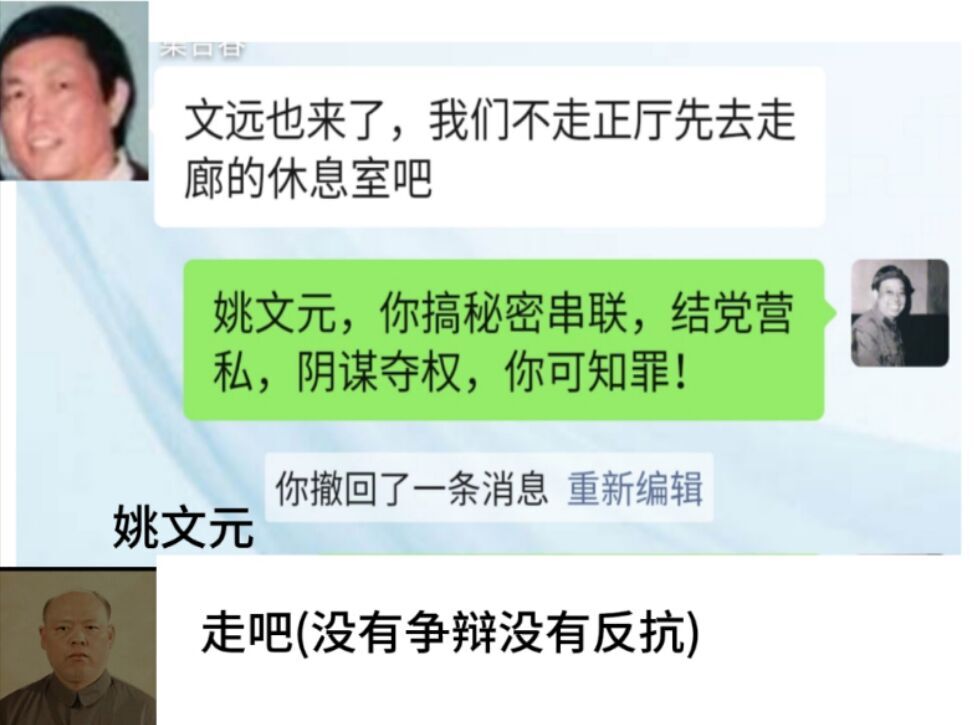 文远也来了，我们不走正厅先去走
廊的休息室吧
姚文元，你搞秘密串联，结党营
私，阴谋夺权，你可知罪！
你撤回了一条消息 重新编辑
姚文元
走吧(没有争辩没有反抗)